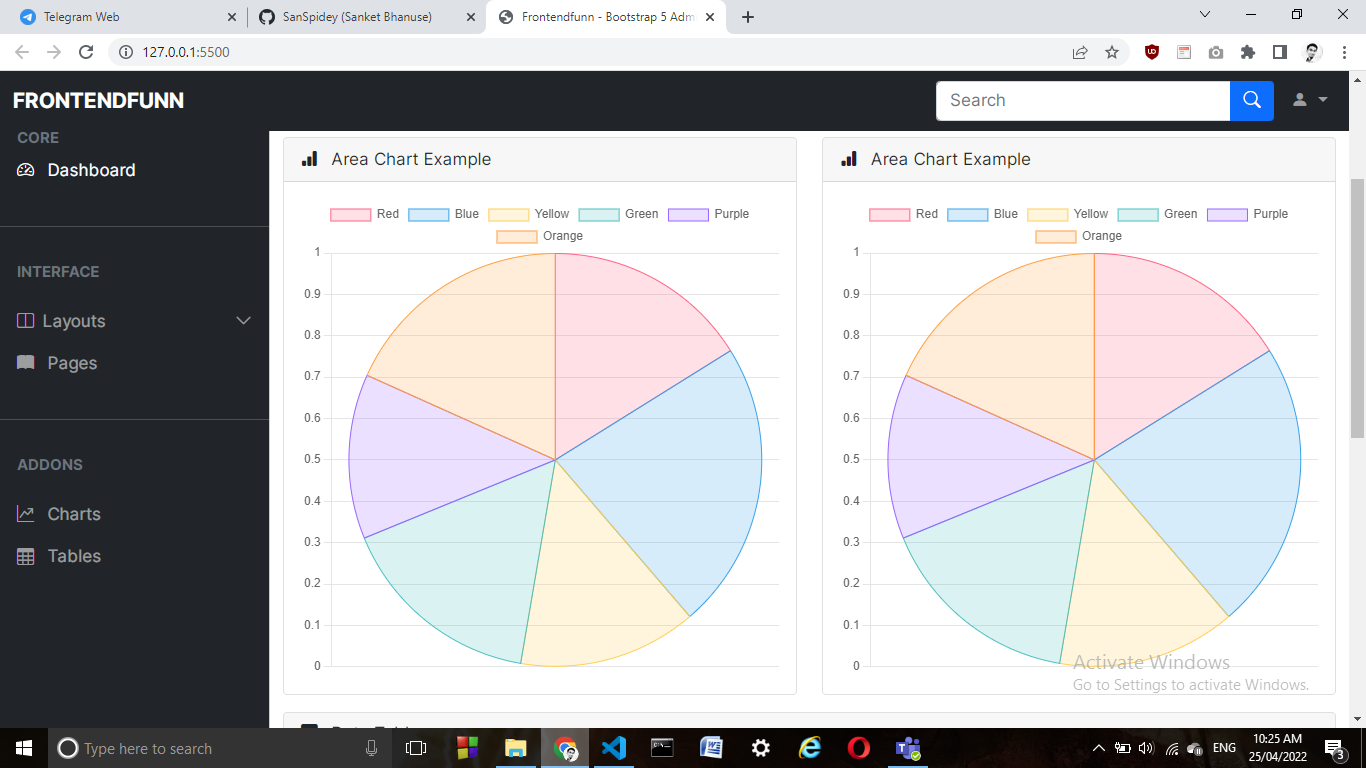 Telegram Web
SanSpidey (Sanket Bhanuse)
Frontendfunn - Bootstrap 5 Adm
127.0.0.1:5500
FRONTENDFUNN
Search
CORE
Dashboard
INTERFACE
Layouts
Pages
ADDONS
Charts
Tables
Area Chart Example
Red Blue Yellow Green Purple
Orange
1
0.9
0.8
0.7
0.6
0.5
0.4
0.3
0.2
0.1
0
Area Chart Example
Red Blue Yellow Green Purple
Orange
1
0.9
0.8
0.7
0.6
0.5
0.4
0.3
0.2
0.1
0
Activate Windows
Go to Settings to activate Windows.
Type here to search
ENG
10:25 AM
25/04/2022
3